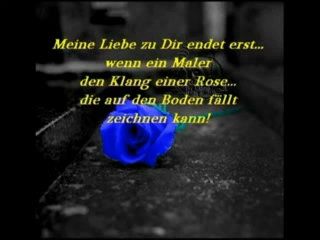 Meine Liebe zu Dir endet erst...
wenn ein Maler
den Klang einer Rose...
die auf den Boden fällt
zeichnen kann!